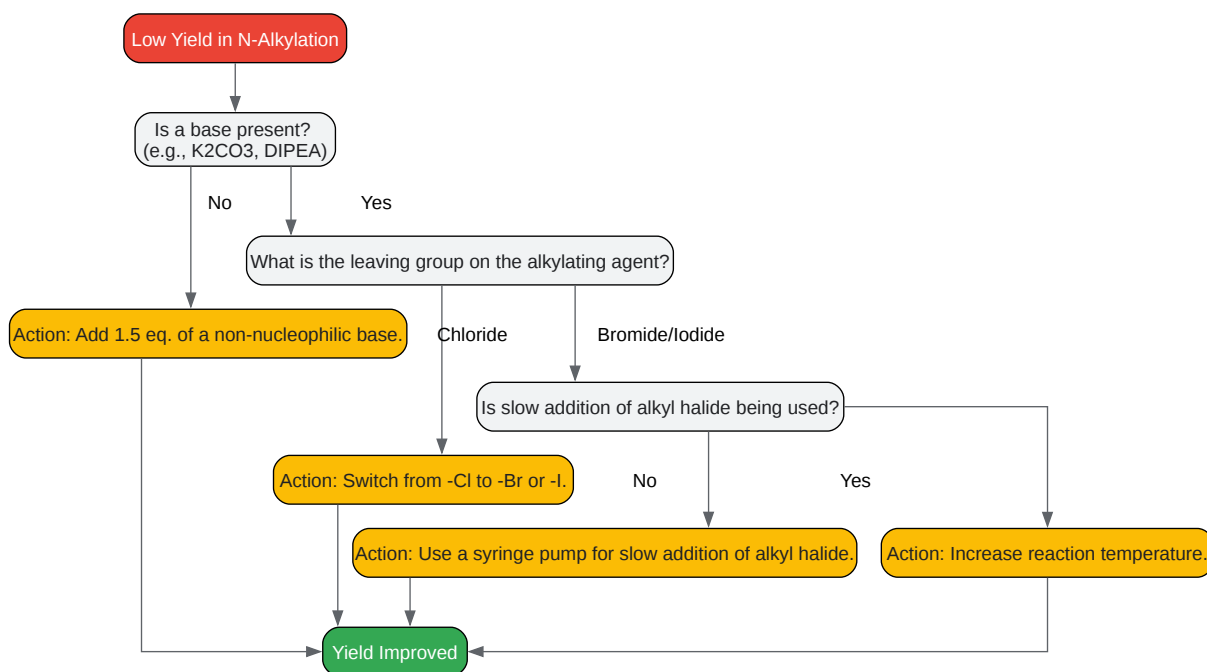 Low Yield in N-Alkylation
Is a base present?
(e.g., K2CO3, DIPEA)
No
Yes
What is the leaving group on the alkylating agent?
Action: Add 1.5 eq. of a non-nucleophilic base.
Chloride
Bromide/Iodide
Is slow addition of alkyl halide being used?
Action: Switch from -Cl to -Br or -I.
No
Yes
Action: Use a syringe pump for slow addition of alkyl halide.
Action: Increase reaction temperature.
Yield Improved